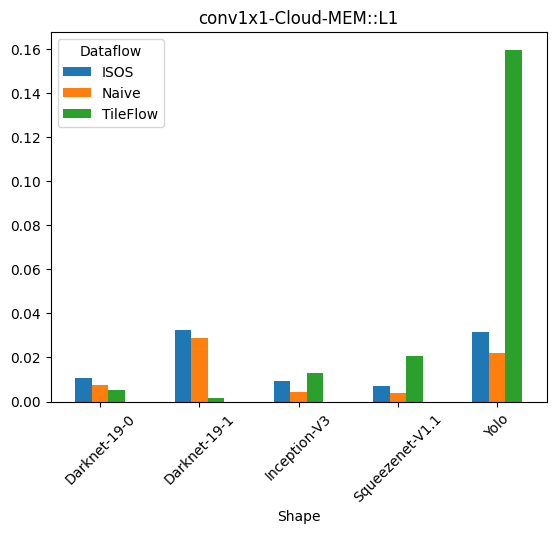 conv1x1-Cloud-MEM::L1
Dataflow
ISOS
Naive
TileFlow
0.16
0.14
0.12
0.10
0.08
0.06
0.04
0.02
0.00
Darknet-19-0
Darknet-19-1
Inception-V3
Squeezenet-V1.1
Yolo
Shape